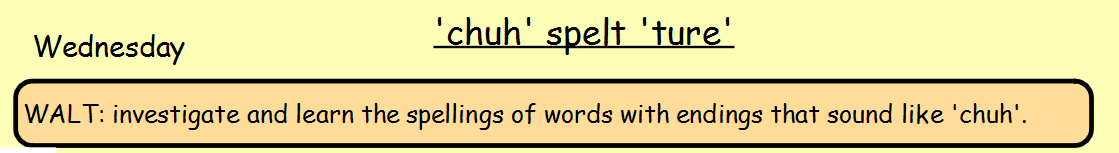 'chuh' spelt 'ture'
Wednesday
WALT: investigate and learn the spellings of words with endings that sound like 'chuh'.